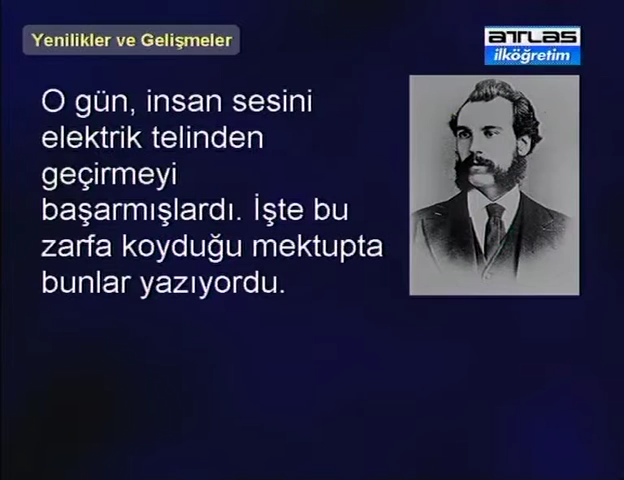 Yenilikler ve Gelişmeler
ATLAS
ilköğretim
O gün, insan sesini
elektrik telinden
geçirmeyi
başarmışlardı. İşte bu
zarfa koyduğu mektupta
bunlar yazıyordu.